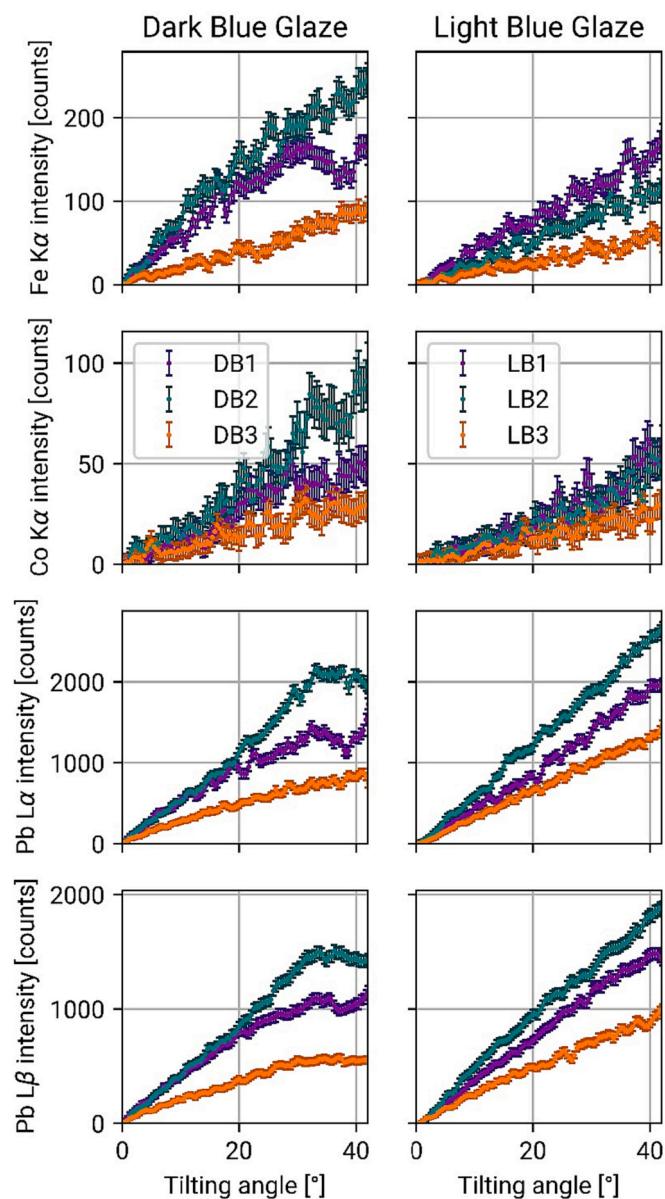 Dark Blue Glaze Light Blue Glaze
Fe Kα intensity [counts]
200
100
0
Co Kα intensity [counts]
100
50
0
DB1
DB2
DB3
LB1
LB2
LB3
Pb Lα intensity [counts]
2000
1000
0
Pb Lβ intensity [counts]
2000
1000
0
0 20 40 0 20 40
Tilting angle [°] Tilting angle [°]